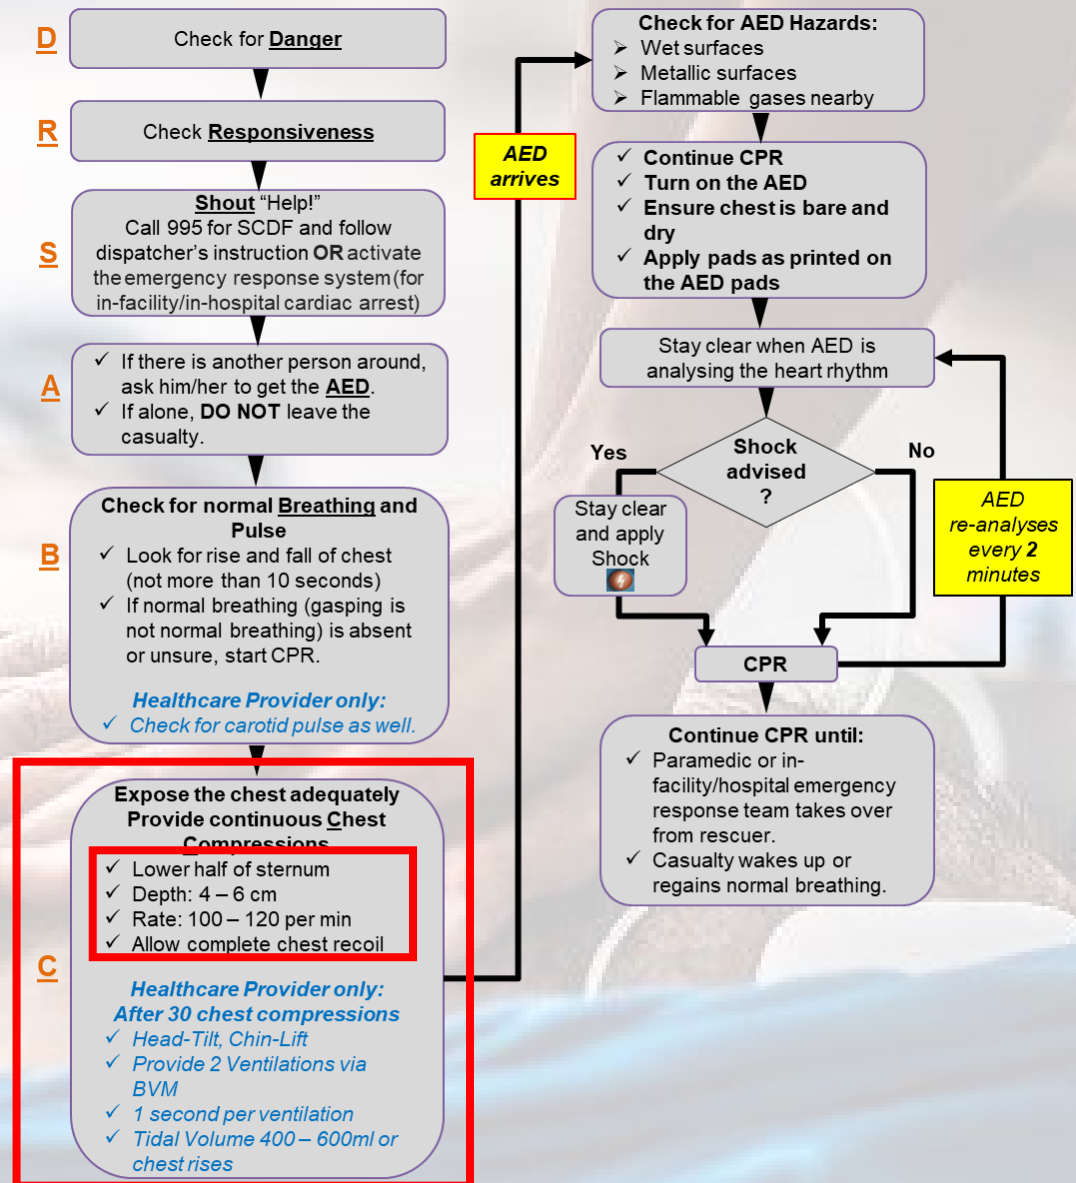 D
Check for Danger
R
Check Responsiveness
S
Shout “Help!”
Call 995 for SCDF and follow
dispatcher’s instruction OR activate
the emergency response system (for
in-facility/in-hospital cardiac arrest)
A
✓ If there is another person around,
ask him/her to get the AED.
✓ If alone, DO NOT leave the
casualty.
B
Check for normal Breathing and
Pulse
✓ Look for rise and fall of chest
(not more than 10 seconds)
✓ If normal breathing (gasping is
not normal breathing) is absent
or unsure, start CPR.
Healthcare Provider only:
✓ Check for carotid pulse as well.
C
Expose the chest adequately
Provide continuous Chest
Compressions
✓ Lower half of sternum
✓ Depth: 4 – 6 cm
✓ Rate: 100 – 120 per min
✓ Allow complete chest recoil
Healthcare Provider only:
After 30 chest compressions
✓ Head-Tilt, Chin-Lift
✓ Provide 2 Ventilations via
BVM
✓ 1 second per ventilation
✓ Tidal Volume 400 – 600ml or
chest rises
AED
arrives
Check for AED Hazards:
➢ Wet surfaces
➢ Metallic surfaces
➢ Flammable gases nearby
✓ Continue CPR
✓ Turn on the AED
✓ Ensure chest is bare and
dry
✓ Apply pads as printed on
the AED pads
Stay clear when AED is
analysing the heart rhythm
Shock
advised
?
Yes
No
Stay clear
and apply
Shock
AED
re-analyses
every 2
minutes
CPR
Continue CPR until:
✓ Paramedic or in-
facility/hospital emergency
response team takes over
from rescuer.
✓ Casualty wakes up or
regains normal breathing.